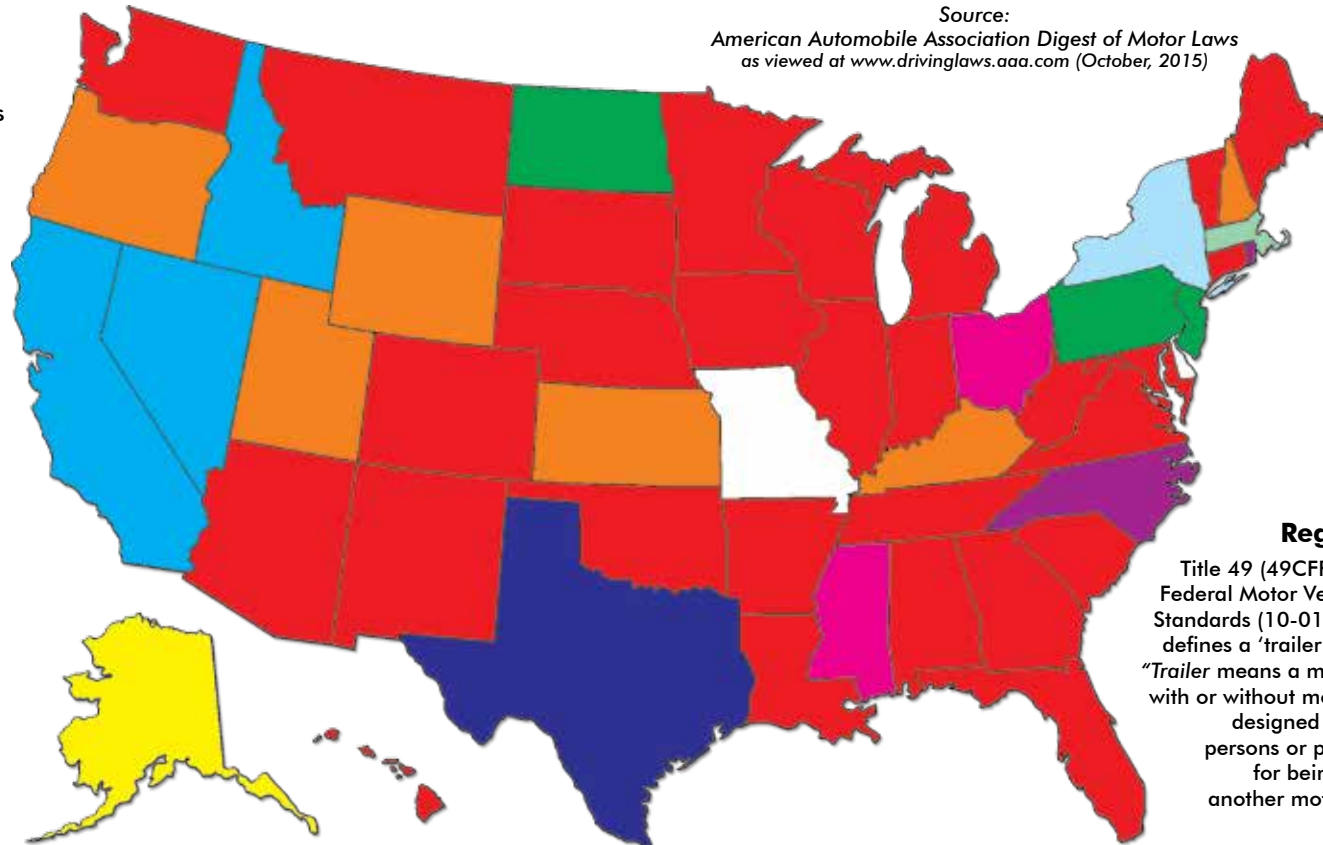 Source:
American Automobile Association Digest of Motor Laws
as viewed at www.drivinglaws.aaa.com (October, 2015)
s
Reg
Title 49 (49CF
Federal Motor Ve
Standards (10-01
defines a ‘trailer
“Trailer means a m
with or without mo
designed
persons or p
for bein
another mot